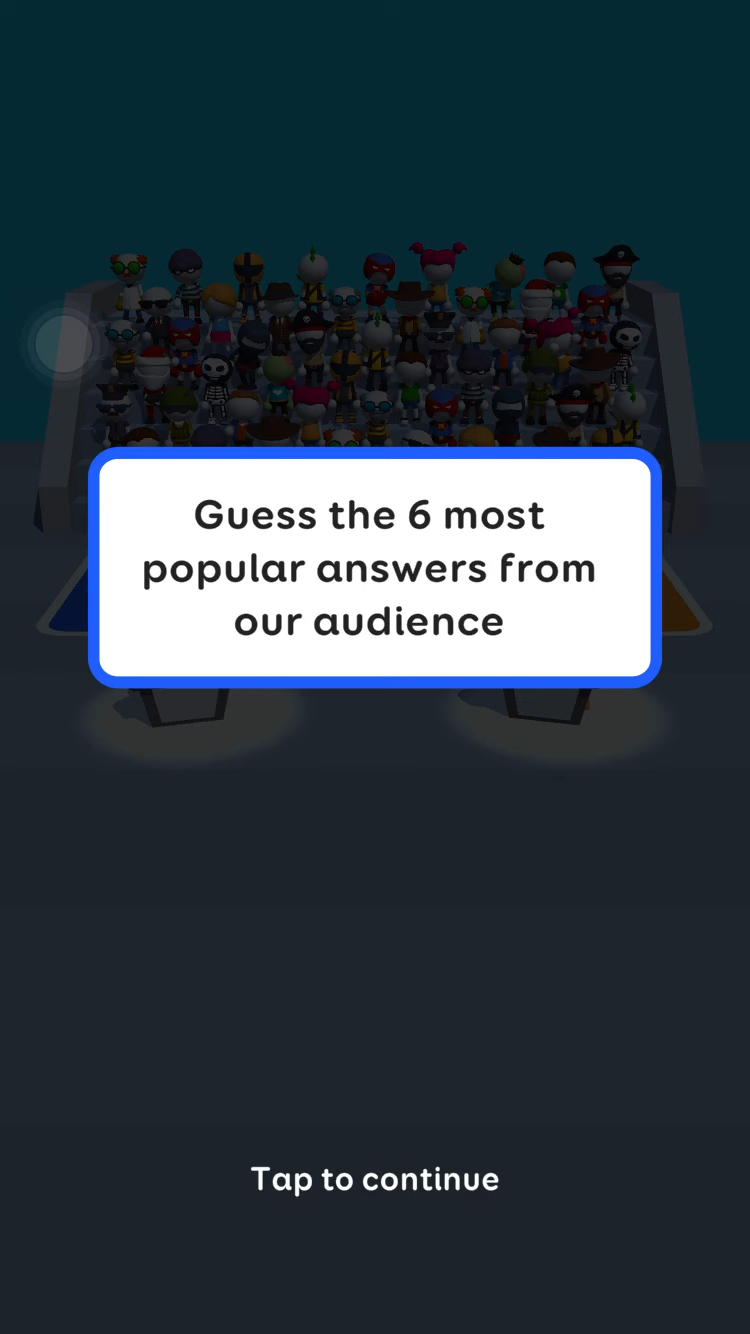 Guess the 6 most
popular answers from
our audience
Tap to continue